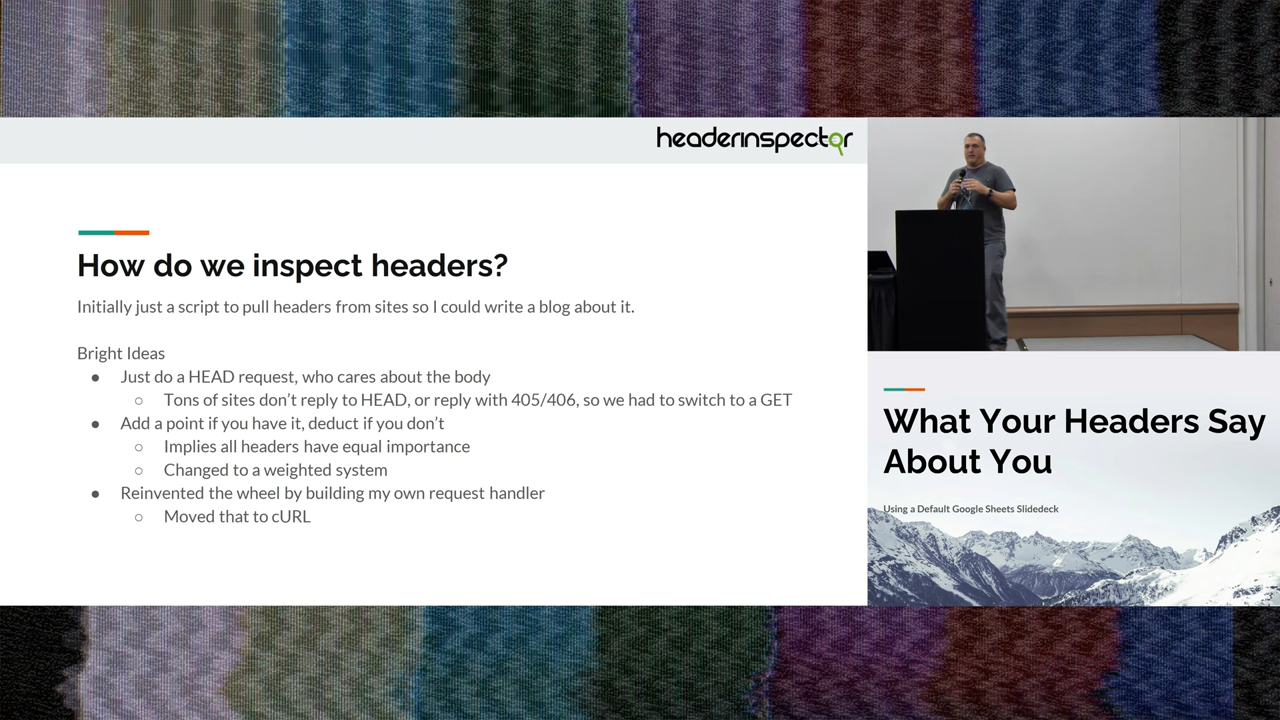 headerinspector
How do we inspect headers?
Initially just a script to pull headers from sites so I could write a blog about it.
Bright Ideas
● Just do a HEAD request, who cares about the body
○ Tons of sites don't reply to HEAD, or reply with 405/406, so we had to switch to a GET
● Add a point if you have it, deduct if you don't
○ Implies all headers have equal importance
○ Changed to a weighted system
● Reinvented the wheel by building my own request handler
○ Moved that to cURL
What Your Headers Say
About You
Using a Default Google Sheets Slidedeck